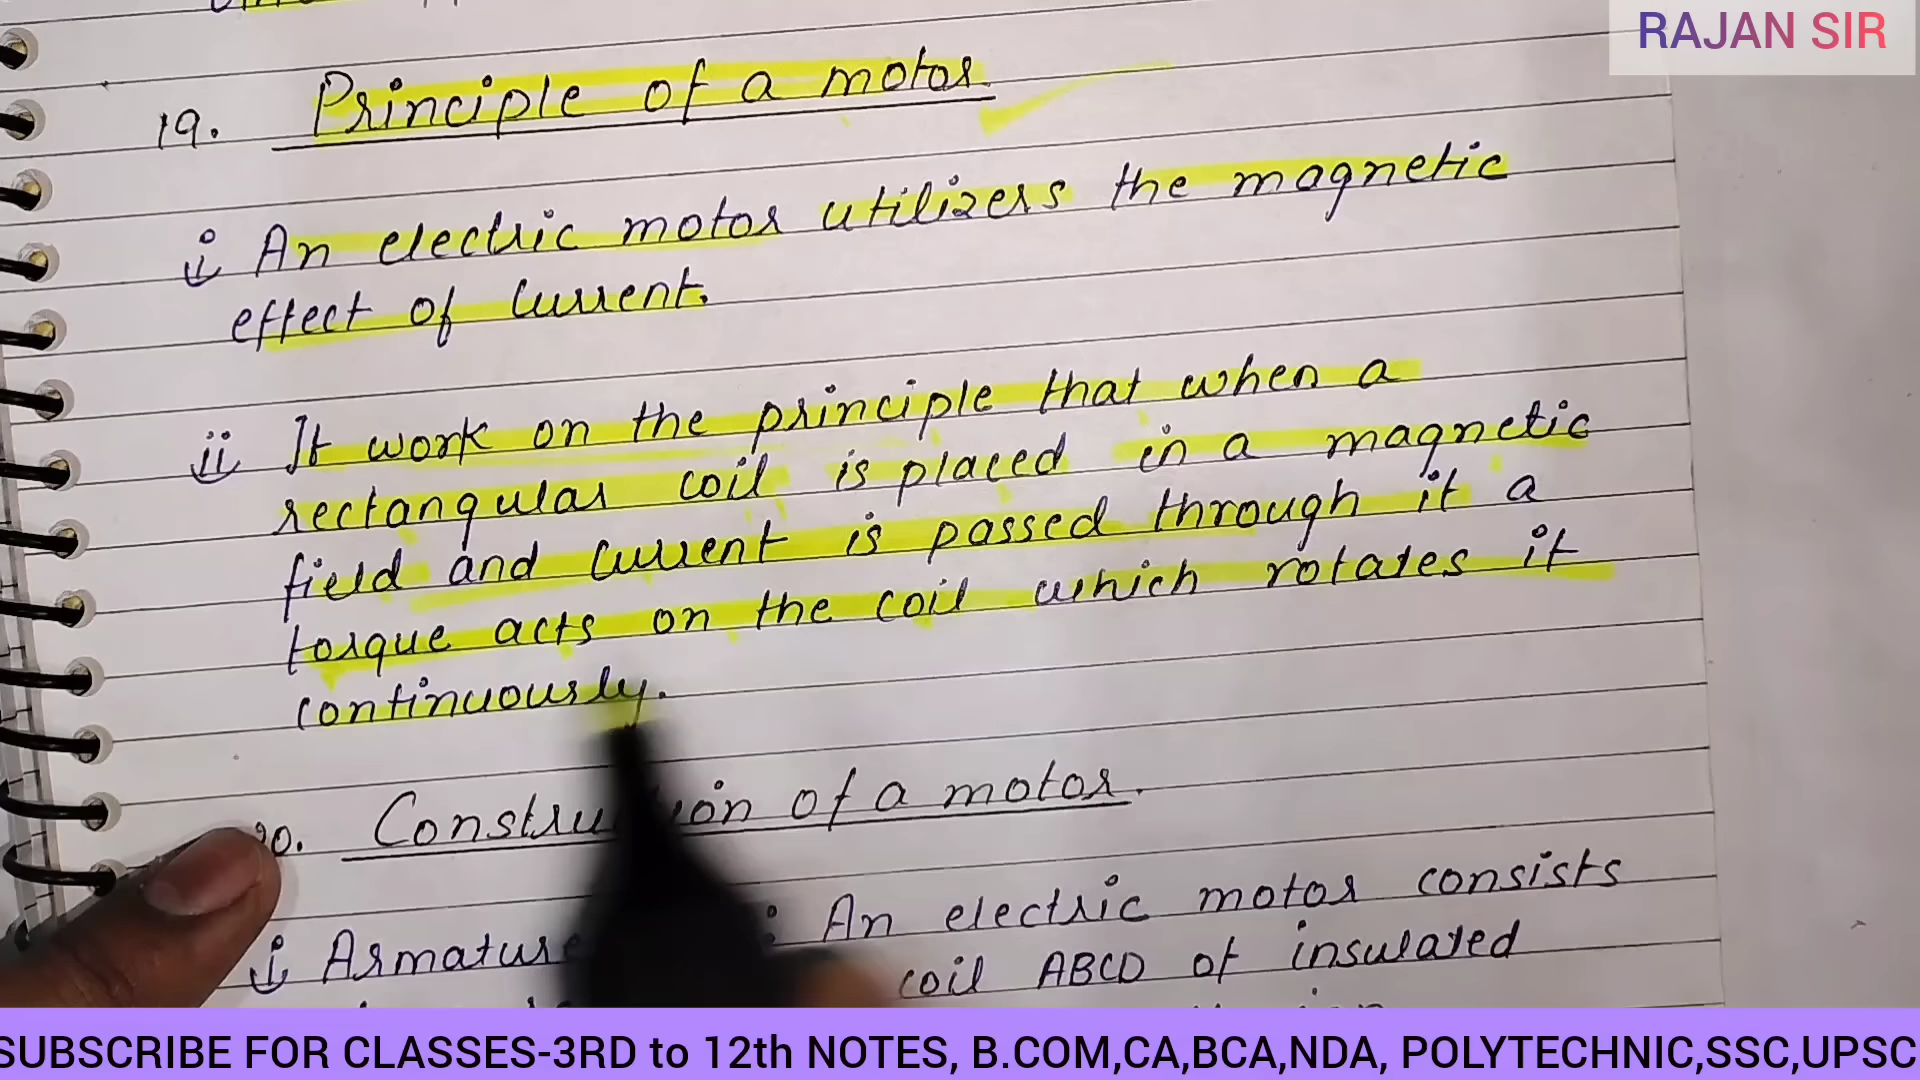 RAJAN SIR
19. Principle of a motor
i An electric motor utilizers the magnetic
effect of current.
ii It work on the principle that when a
rectangular coil is placed in a magnetic
field and current is passed through it a
torque acts on the coil which rotates it
continuously.
20. Construction of a motor.
i Armature : An electric motor consists
coil ABCD of insulated
SUBSCRIBE FOR CLASSES-3RD to 12th NOTES, B.COM,CA,BCA,NDA, POLYTECHNIC,SSC,UPSC